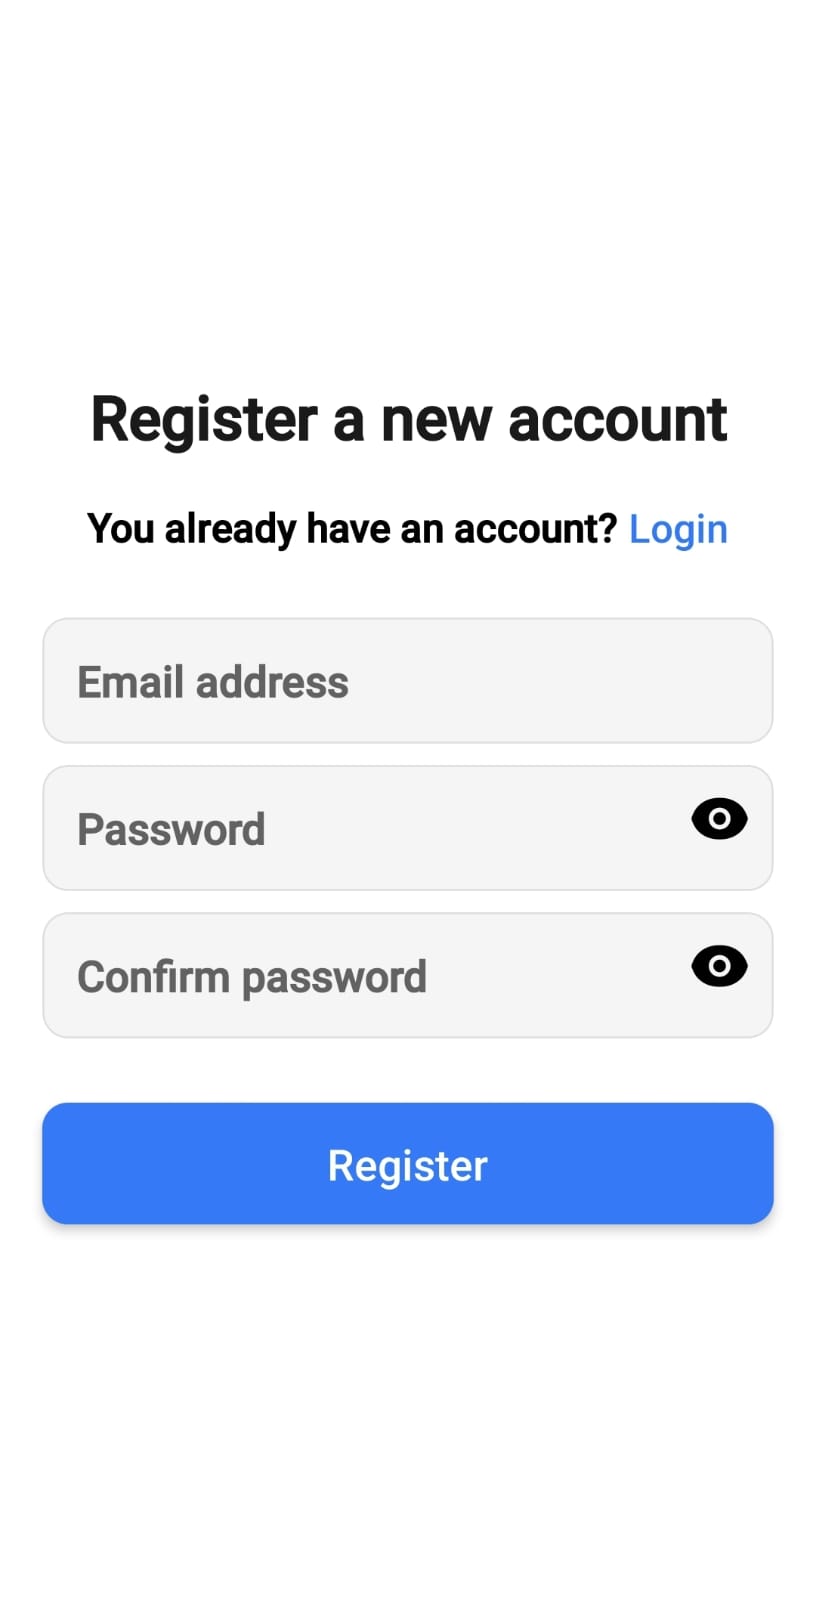 Register a new account
You already have an account? Login
Email address
Password
Confirm password
Register